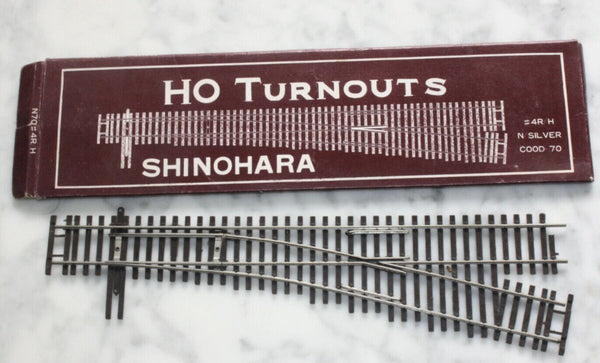 HO TURNOUTS
=4R H
N SILVER
COOD 70
SHINOHARA
N70=4R H